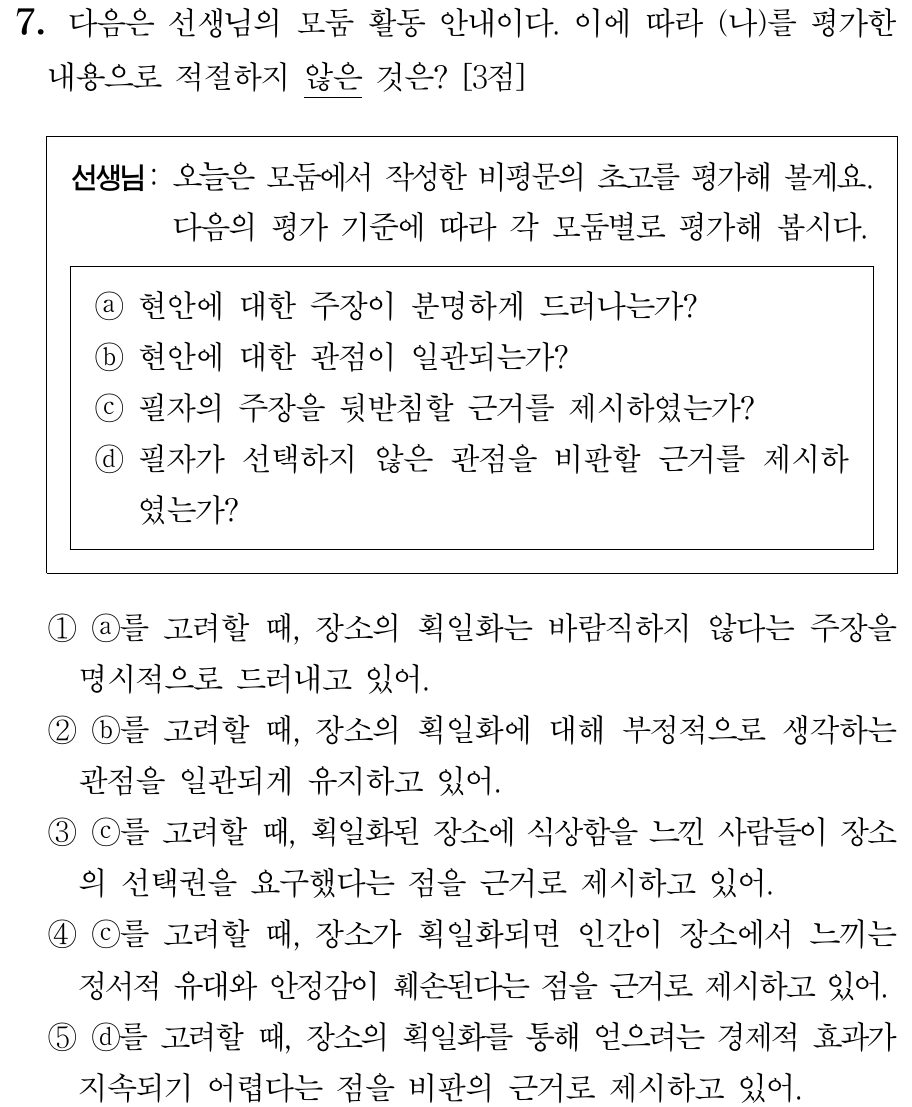 7. 다음은 선생님의 모둠 활동 안내이다. 이에 따라 (나)를 평가한
내용으로 적절하지 않은 것은? [3점]
선생님: 오늘은 모둠에서 작성한 비평문의 초고를 평가해 볼게요.
다음의 평가 기준에 따라 각 모둠별로 평가해 봅시다.
ⓐ 현안에 대한 주장이 분명하게 드러나는가?
ⓑ 현안에 대한 관점이 일관되는가?
ⓒ 필자의 주장을 뒷받침할 근거를 제시하였는가?
ⓓ 필자가 선택하지 않은 관점을 비판할 근거를 제시하
였는가?
① ⓐ를 고려할 때, 장소의 획일화는 바람직하지 않다는 주장을
명시적으로 드러내고 있어.
② ⓑ를 고려할 때, 장소의 획일화에 대해 부정적으로 생각하는
관점을 일관되게 유지하고 있어.
③ ⓒ를 고려할 때, 획일화된 장소에 식상함을 느낀 사람들이 장소
의 선택권을 요구했다는 점을 근거로 제시하고 있어.
④ ⓒ를 고려할 때, 장소가 획일화되면 인간이 장소에서 느끼는
정서적 유대와 안정감이 훼손된다는 점을 근거로 제시하고 있어.
⑤ ⓓ를 고려할 때, 장소의 획일화를 통해 얻으려는 경제적 효과가
지속되기 어렵다는 점을 비판의 근거로 제시하고 있어.